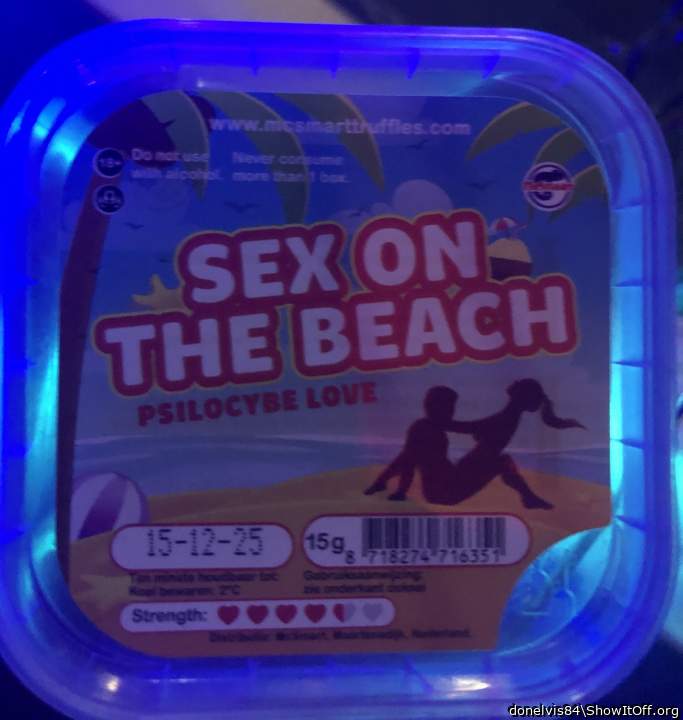 www.mcsmarttruffles.com
18+
Do not use Never consume
with alcohol. more than 1 box.
SEX ON
THE BEACH
PSILOCYBE LOVE
15-12-25
15g
8 718274 716351
Ten minste houdbaar tot:
Koel bewaren: 2°C
Gebruiksaanwijzing:
zie onderkant doosje
Strength:
Distributie: McSmart, Maartensdijk, Nederland.
donelvis84\ShowItOff.org